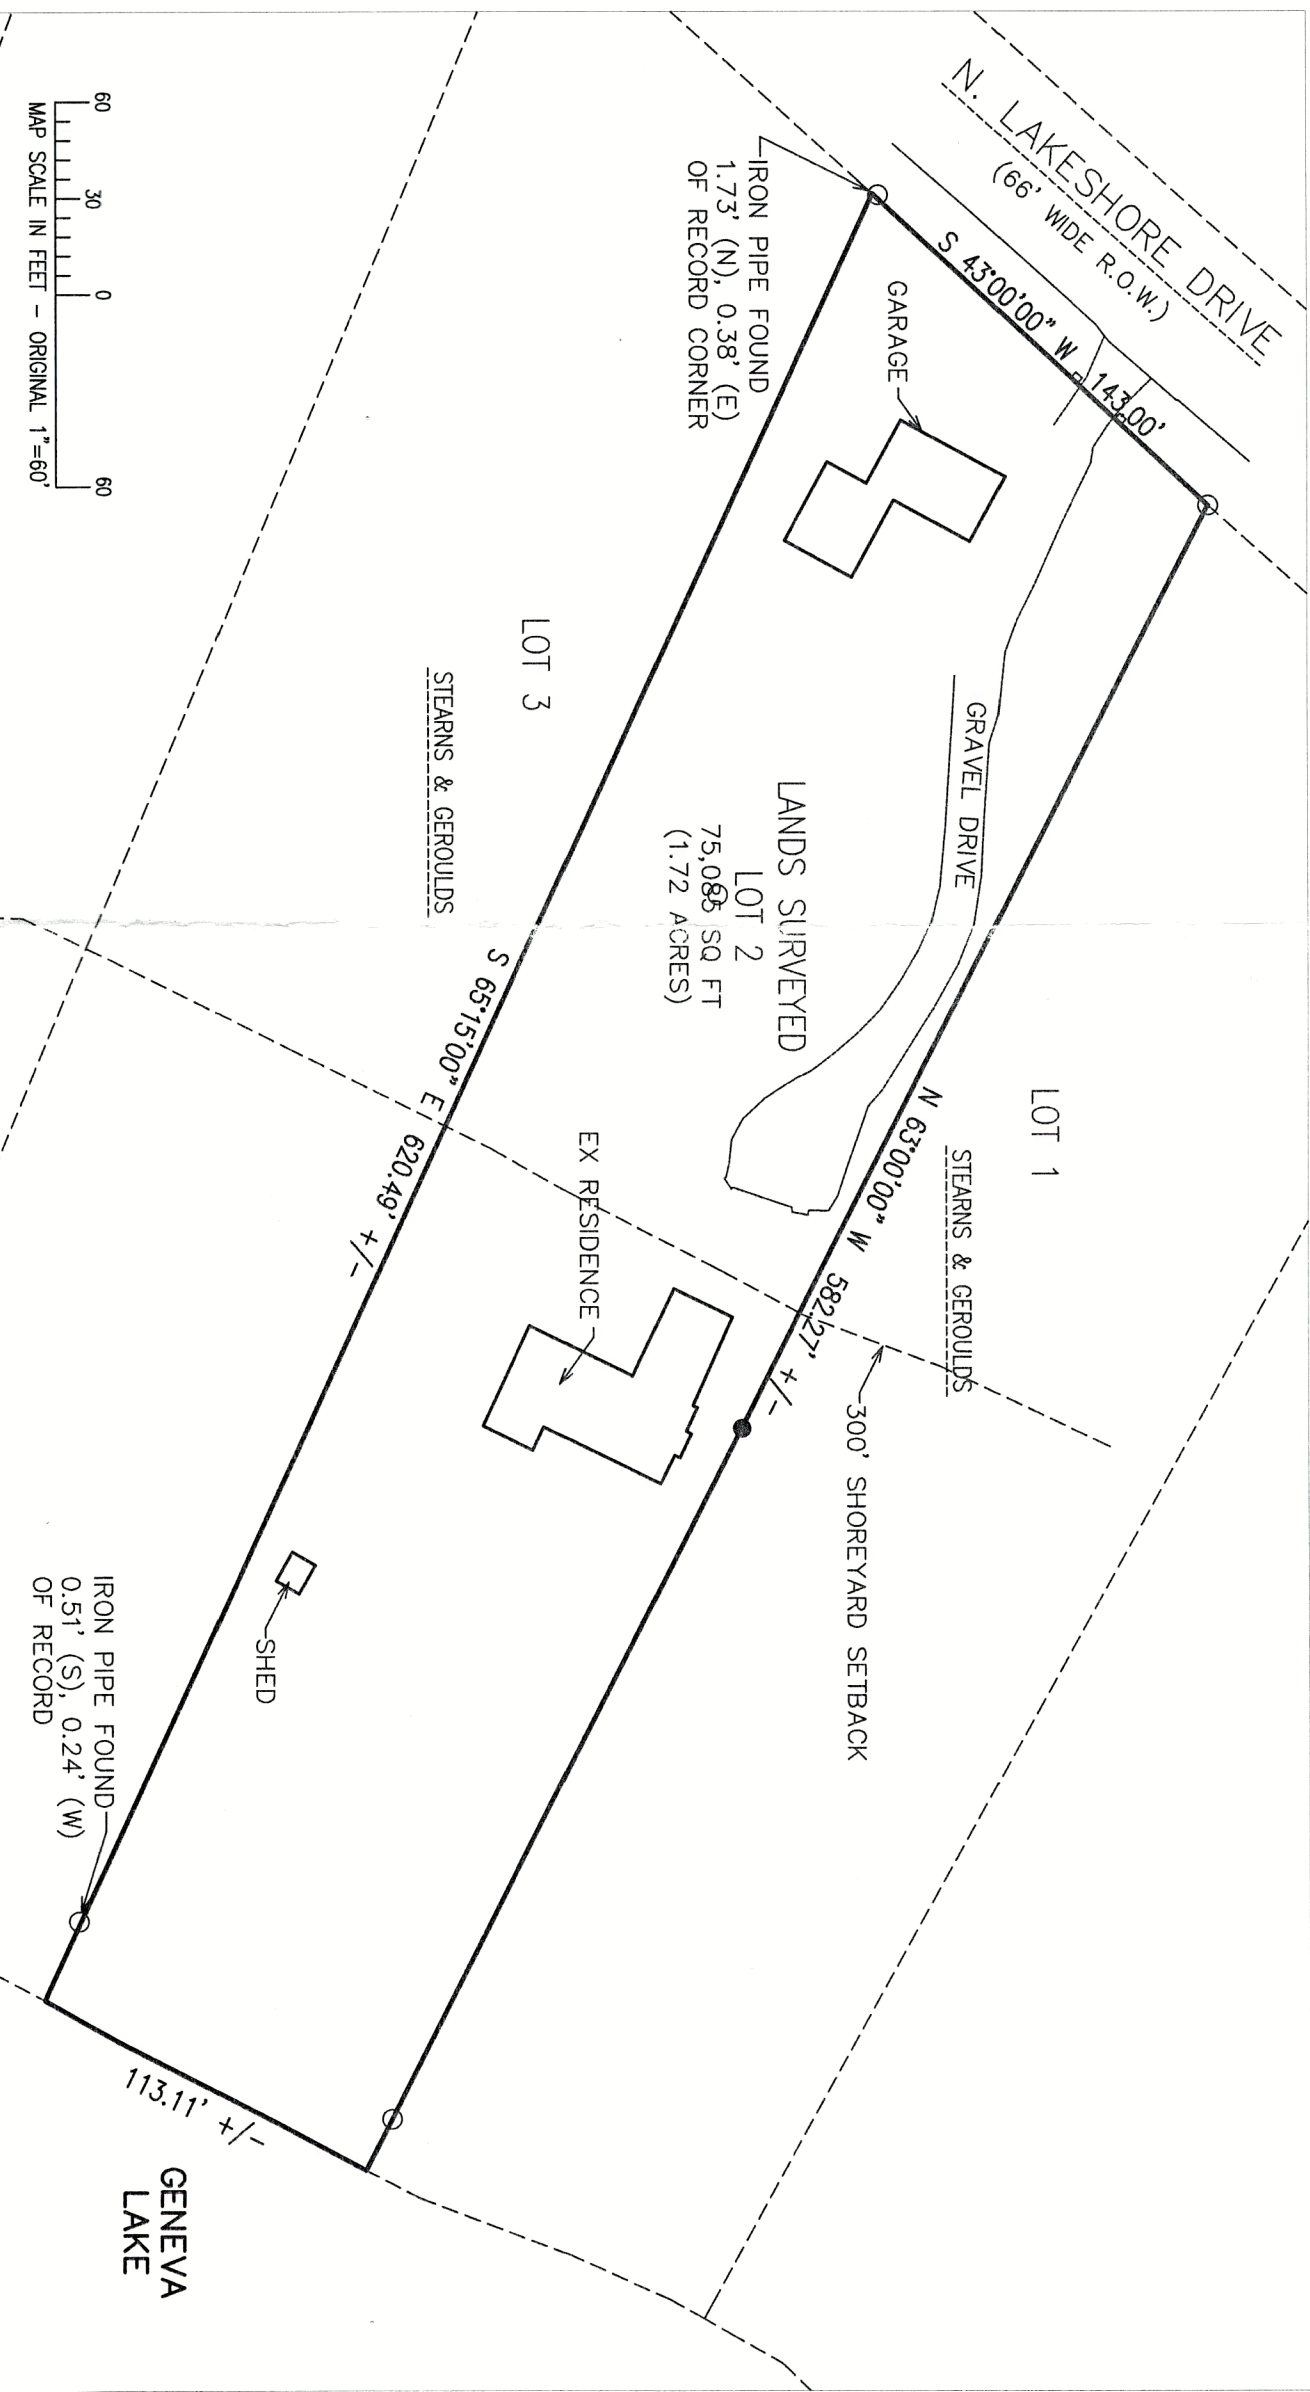 N. LAKESHORE DRIVE
(66' WIDE R.O.W.)
S 43°00'00" W 143.00'
IRON PIPE FOUND
1.73' (N), 0.38' (E)
OF RECORD CORNER
GARAGE
GRAVEL DRIVE
LANDS SURVEYED
LOT 2
75,085 SQ FT
(1.72 ACRES)
LOT 1
STEARNS & GEROULDS
N 63°00'00" W 582.27' +/-
300' SHOREYARD SETBACK
LOT 3
STEARNS & GEROULDS
S 65°15'00" E 620.49' +/-
EX RESIDENCE
SHED
IRON PIPE FOUND
0.51' (S), 0.24' (W)
OF RECORD
113.11' +/-
GENEVA
LAKE
60 30 0 60
MAP SCALE IN FEET - ORIGINAL 1"=60'